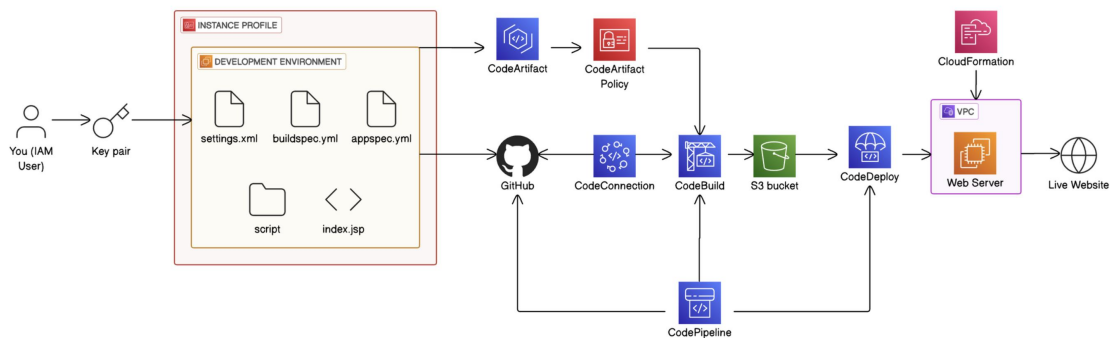 INSTANCE PROFILE
DEVELOPMENT ENVIRONMENT
settings.xml
buildspec.yml
appspec.yml
script
index.jsp
You (IAM
User)
Key pair
CodeArtifact
CodeArtifact
Policy
GitHub
CodeConnection
CodeBuild
S3 bucket
CodeDeploy
CloudFormation
VPC
Web Server
Live Website
CodePipeline